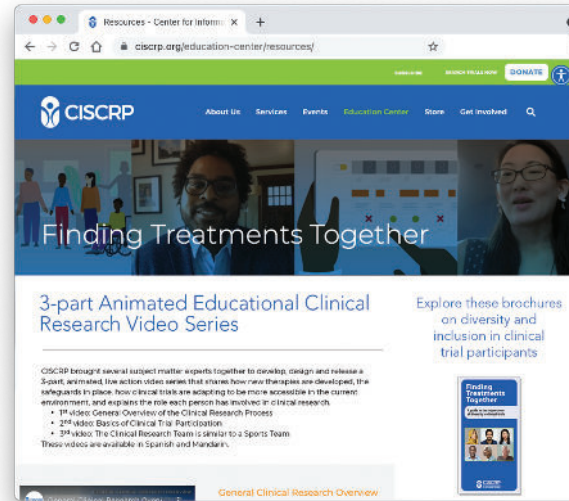 Resources - Center for Informe
ciscrp.org/education-center/resources/
SUBSCRIBE
SEARCH TRIALS NOW
DONATE
CISCRP
About Us
Services
Events
Education Center
Store
Get Involved
Finding Treatments Together
3-part Animated Educational Clinical
Research Video Series
CISCRP brought several subject matter experts together to develop, design and release a
3-part, animated, live action video series that shares how new therapies are developed, the
safeguards in place, how clinical trials are adapting to be more accessible in the current
environment, and explains the role each person has involved in clinical research.
• 1st video: General Overview of the Clinical Research Process
• 2nd video: Basics of Clinical Trial Participation
• 3rd video: The Clinical Research Team is similar to a Sports Team
These videos are available in Spanish and Mandarin.
Explore these brochures
on diversity and
inclusion in clinical
trial participants
Finding
Treatments
Together
CISCRP
General Clinical Research Overview